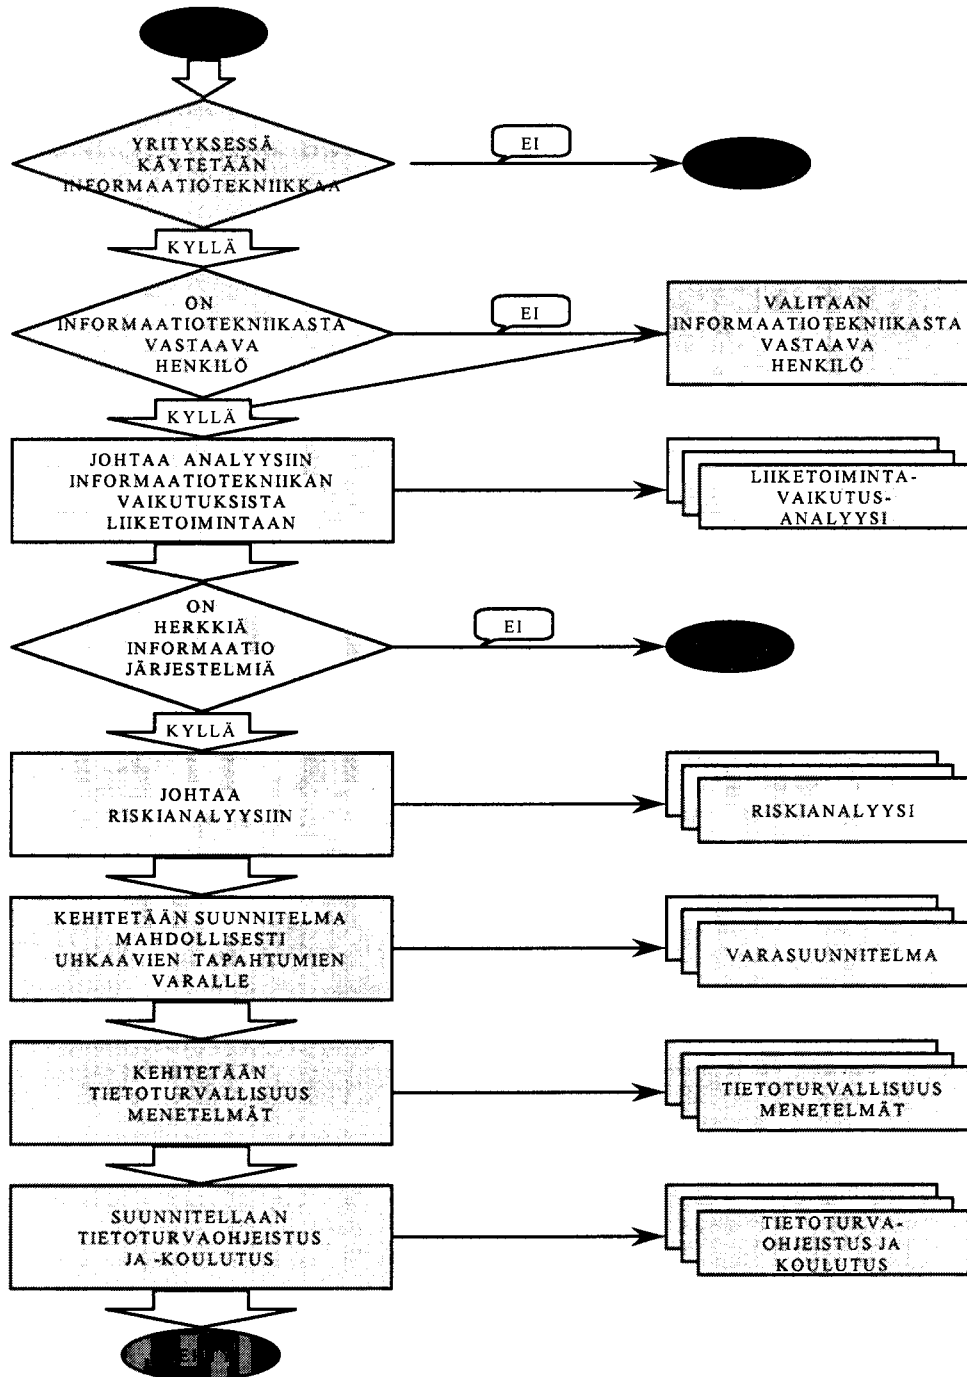 YRITYKSESSÄ
KÄYTETÄÄN
INFORMAATIOTEKNIIKKAA
EI
KYLLÄ
ON
INFORMAATIOTEKNIIKASTA
VASTAAVA
HENKILÖ
EI
VALITAAN
INFORMAATIOTEKNIIKASTA
VASTAAVA
HENKILÖ
KYLLÄ
JOHTAA ANALYYSIIN
INFORMAATIOTEKNIIKAN
VAIKUTUKSISTA
LIIKETOIMINTAAN
LIIKETOIMINTA-
VAIKUTUS-
ANALYYSI
ON
HERKKIÄ
INFORMAATIO
JÄRJESTELMIÄ
EI
KYLLÄ
JOHTAA
RISKIANALYYSIIN
RISKIANALYYSI
KEHITETÄÄN SUUNNITELMA
MAHDOLLISESTI
UHKAAVIEN TAPAHTUMIEN
VARALLE
VARASUUNNITELMA
KEHITETÄÄN
TIETOTURVALLISUUS
MENETELMÄT
TIETOTURVALLISUUS
MENETELMÄT
SUUNNITELLAAN
TIETOTURVAOHJEISTUS
JA -KOULUTUS
TIETOTURVA-
OHJEISTUS JA
KOULUTUS